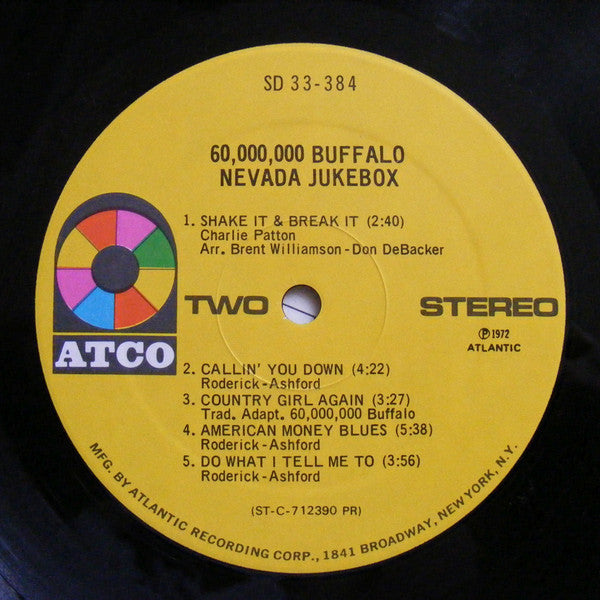 SD 33-384
60,000,000 BUFFALO
NEVADA JUKEBOX
1. SHAKE IT & BREAK IT (2:40)
Charlie Patton
Arr. Brent Williamson-Don DeBacker
TWO
STEREO
Ⓟ1972
ATLANTIC
ATCO
2. CALLIN' YOU DOWN (4:22)
Roderick-Ashford
3. COUNTRY GIRL AGAIN (3:27)
Trad. Adapt. 60,000,000 Buffalo
4. AMERICAN MONEY BLUES (5:38)
Roderick-Ashford
5. DO WHAT I TELL ME TO (3:56)
Roderick-Ashford
(ST-C-712390 PR)
MFG. BY ATLANTIC RECORDING CORP., 1841 BROADWAY, NEW YORK, N.Y.